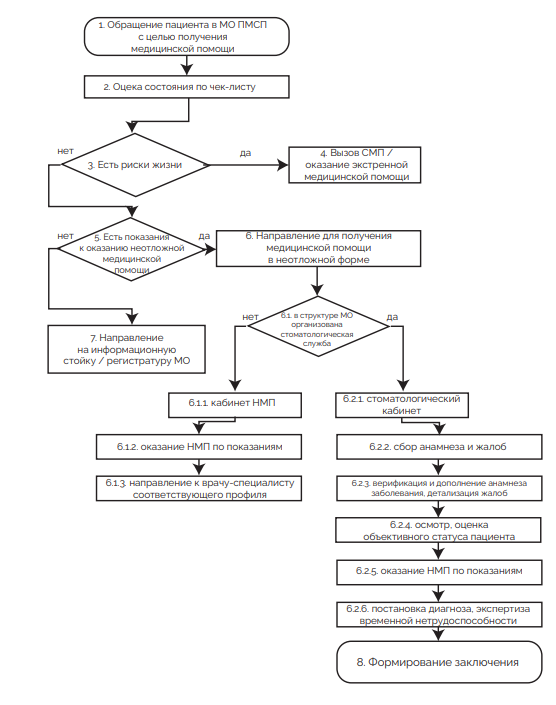 1. Обращение пациента в МО ПМСП
с целью получения
медицинской помощи
2. Оцека состояния по чек-листу
нет
3. Есть риски жизни
да
4. Вызов СМП /
оказание экстренной
медицинской помощи
нет
5. Есть показания
к оказанию неотложной
медицинской
помощи
да
6. Направление для получения
медицинской помощи
в неотложной форме
7. Направление
на информационную
стойку / регистратуру МО
нет
6.1. в структуре МО
организована
стоматологическая
служба
да
6.1.1. кабинет НМП
6.1.2. оказание НМП по показаниям
6.1.3. направление к врачу-специалисту
соответствующего профиля
6.2.1. стоматологический
кабинет
6.2.2. сбор анамнеза и жалоб
6.2.3. верификация и дополнение анамнеза
заболевания, детализация жалоб
6.2.4. осмотр, оценка
объективного статуса пациента
6.2.5. оказание НМП по показаниям
6.2.6. постановка диагноза, экспертиза
временной нетрудоспособности
8. Формирование заключения